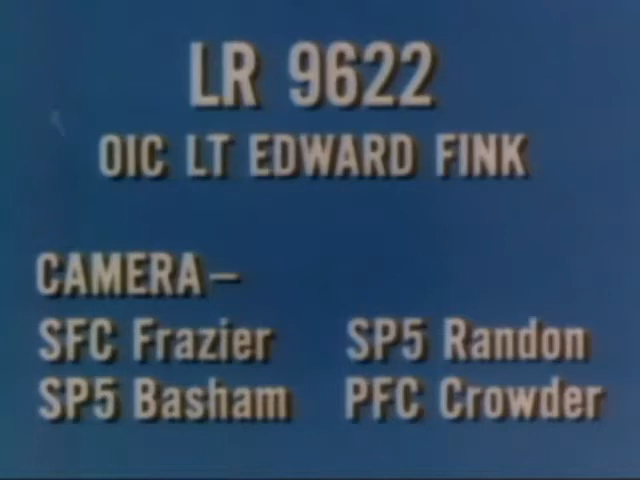 LR 9622
OIC LT EDWARD FINK
CAMERA –
SFC Frazier SP5 Randon
SP5 Basham PFC Crowder